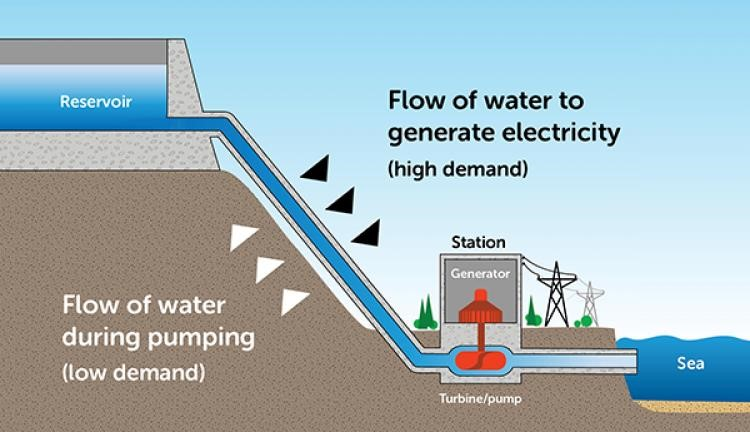 Reservoir
Flow of water to
generate electricity
(high demand)
Station
Generator
Flow of water
during pumping
(low demand)
Sea
Turbine/pump